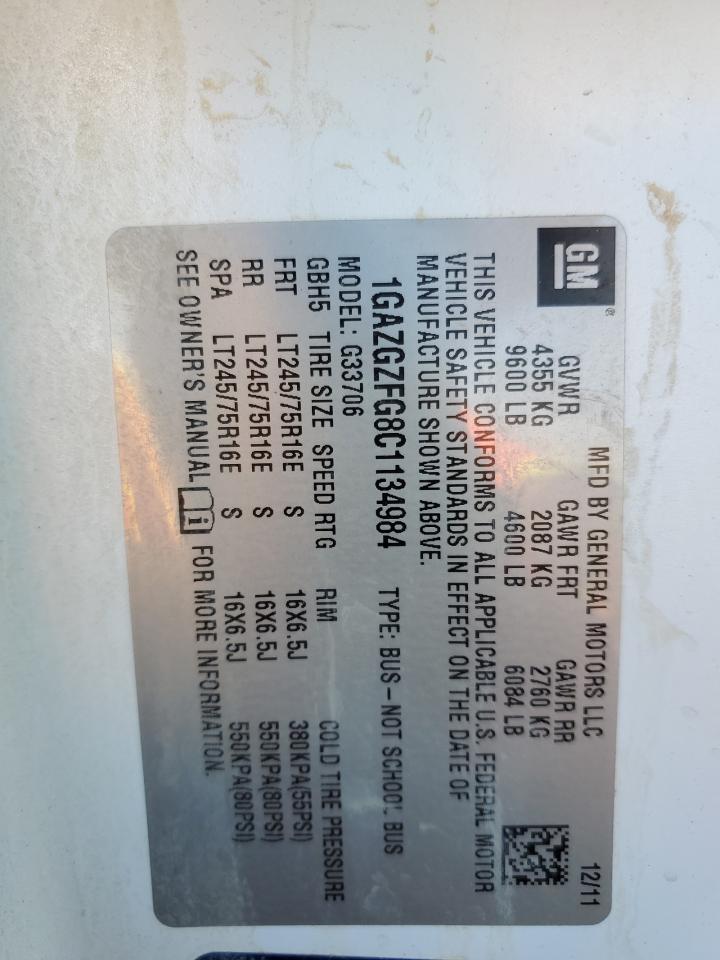 GM
MFD BY GENERAL MOTORS LLC 12/11
GVWR GAWR FRT GAWR RR
4355 KG 2087 KG 2760 KG
9600 LB 4600 LB 6084 LB
THIS VEHICLE CONFORMS TO ALL APPLICABLE U.S. FEDERAL MOTOR
VEHICLE SAFETY STANDARDS IN EFFECT ON THE DATE OF
MANUFACTURE SHOWN ABOVE.
1GAZGZFG8C1134984 TYPE: BUS-NOT SCHOOL BUS
MODEL: G33706
GBH5 TIRE SIZE SPEED RTG RIM COLD TIRE PRESSURE
FRT LT245/75R16E S 16X6.5J 380KPA(55PSI)
RR LT245/75R16E S 16X6.5J 550KPA(80PSI)
SPA LT245/75R16E S 16X6.5J 550KPA(80PSI)
SEE OWNER'S MANUAL i FOR MORE INFORMATION.